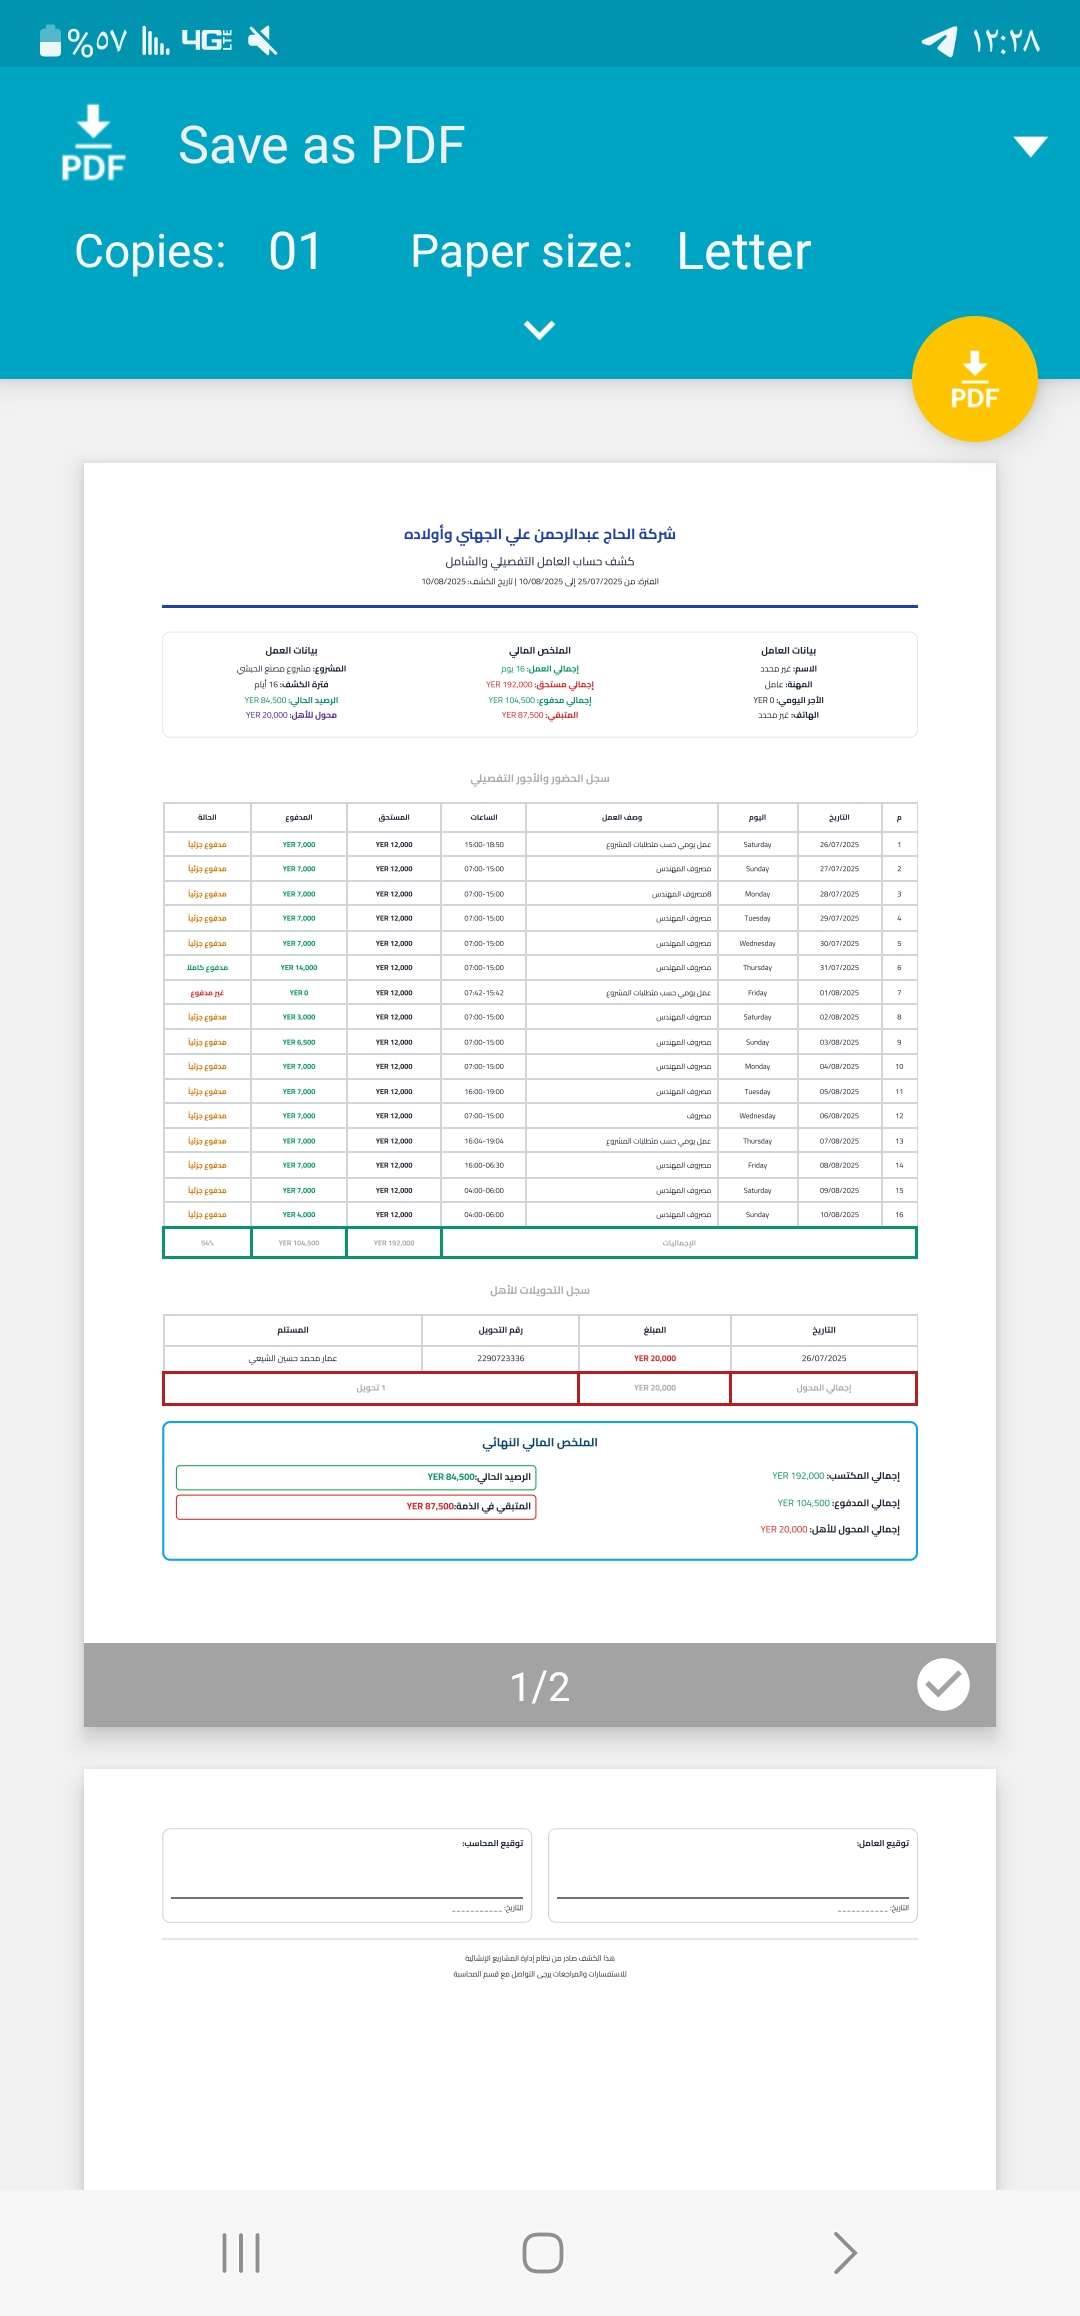 %٥٧ 4G LTE ١٢:٢٨
PDF Save as PDF
Copies: 01 Paper size: Letter
PDF
شركة الحاج عبدالرحمن علي الجهني وأولاده
كشف حساب العامل التفصيلي والشامل
الفترة: من 25/07/2025 إلى 10/08/2025 | تاريخ الكشف: 10/08/2025
بيانات العامل
الاسم: غير محدد
المهنة: عامل
الأجر اليومي: 0 YER
الهاتف: غير محدد
الملخص المالي
إجمالي العمل: 16 يوم
إجمالي مستحق: YER 192,000
إجمالي مدفوع: YER 104,500
المتبقي: YER 87,500
بيانات العمل
المشروع: مشروع مصنع الحبشي
فترة الكشف: 16 أيام
الرصيد الحالي: YER 84,500
محول للأهل: YER 20,000
سجل الحضور والأجور التفصيلي
م التاريخ اليوم وصف العمل الساعات المستحق المدفوع الحالة
1 26/07/2025 Saturday عمل يومي حسب متطلبات المشروع 15:00-18:50 YER 12,000 YER 7,000 مدفوع جزئياً
2 27/07/2025 Sunday مصروف المهندس 07:00-15:00 YER 12,000 YER 7,000 مدفوع جزئياً
3 28/07/2025 Monday 8مصروف المهندس 07:00-15:00 YER 12,000 YER 7,000 مدفوع جزئياً
4 29/07/2025 Tuesday مصروف المهندس 07:00-15:00 YER 12,000 YER 7,000 مدفوع جزئياً
5 30/07/2025 Wednesday مصروف المهندس 07:00-15:00 YER 12,000 YER 7,000 مدفوع جزئياً
6 31/07/2025 Thursday مصروف المهندس 07:00-15:00 YER 12,000 YER 14,000 مدفوع كاملاً
7 01/08/2025 Friday عمل يومي حسب متطلبات المشروع 07:42-15:42 YER 12,000 YER 0 غير مدفوع
8 02/08/2025 Saturday مصروف المهندس 07:00-15:00 YER 12,000 YER 3,000 مدفوع جزئياً
9 03/08/2025 Sunday مصروف المهندس 07:00-15:00 YER 12,000 YER 6,500 مدفوع جزئياً
10 04/08/2025 Monday مصروف المهندس 07:00-15:00 YER 12,000 YER 7,000 مدفوع جزئياً
11 05/08/2025 Tuesday مصروف المهندس 16:00-19:00 YER 12,000 YER 7,000 مدفوع جزئياً
12 06/08/2025 Wednesday مصروف 07:00-15:00 YER 12,000 YER 7,000 مدفوع جزئياً
13 07/08/2025 Thursday عمل يومي حسب متطلبات المشروع 16:04-19:04 YER 12,000 YER 7,000 مدفوع جزئياً
14 08/08/2025 Friday مصروف المهندس 16:00-06:30 YER 12,000 YER 7,000 مدفوع جزئياً
15 09/08/2025 Saturday مصروف المهندس 04:00-06:00 YER 12,000 YER 7,000 مدفوع جزئياً
16 10/08/2025 Sunday مصروف المهندس 04:00-06:00 YER 12,000 YER 4,000 مدفوع جزئياً
الإجماليات YER 192,000 YER 104,500 54%
سجل التحويلات للأهل
التاريخ المبلغ رقم التحويل المستلم
26/07/2025 YER 20,000 2290723336 عمار محمد حسين الشيعي
إجمالي المحول YER 20,000 1 تحويل
الملخص المالي النهائي
إجمالي المكتسب: YER 192,000
إجمالي المدفوع: YER 104,500
إجمالي المحول للأهل: YER 20,000
الرصيد الحالي:YER 84,500
المتبقي في الذمة:YER 87,500
1/2
توقيع العامل:
التاريخ: ___________
توقيع المحاسب:
التاريخ: ___________
هذا الكشف صادر من نظام إدارة المشاريع الإنشائية
للاستفسارات والمراجعات يرجى التواصل مع قسم المحاسبة